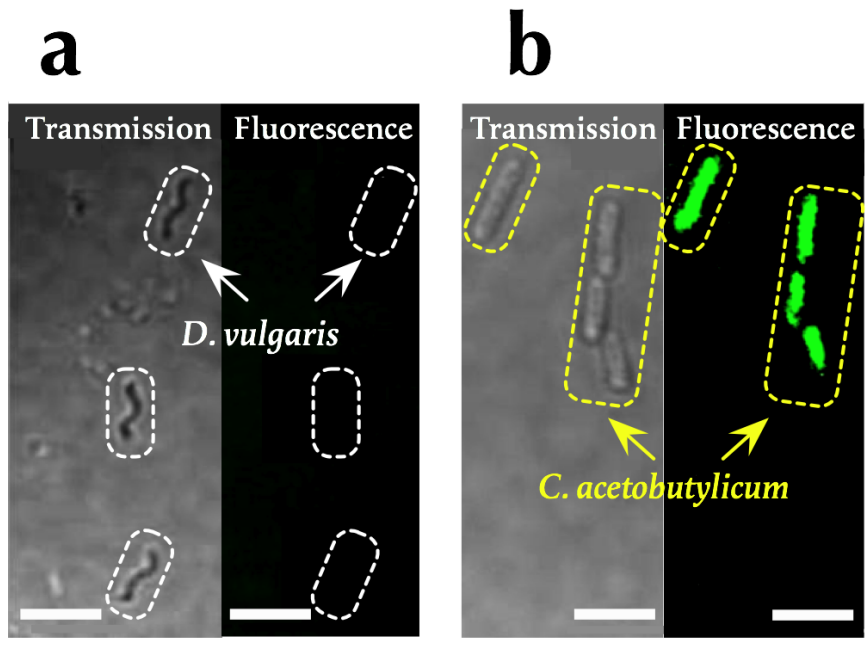 a
b
Transmission
Fluorescence
Transmission
Fluorescence
D. vulgaris
C. acetobutylicum